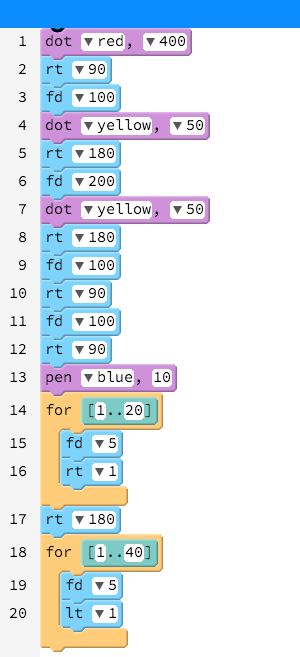 1 dot ▼red, ▼400
2 rt ▼90
3 fd ▼100
4 dot ▼yellow, ▼50
5 rt ▼180
6 fd ▼200
7 dot ▼yellow, ▼50
8 rt ▼180
9 fd ▼100
10 rt ▼90
11 fd ▼100
12 rt ▼90
13 pen ▼blue, 10
14 for [1..20]
15 fd ▼5
16 rt ▼1
17 rt ▼180
18 for [1..40]
19 fd ▼5
20 lt ▼1